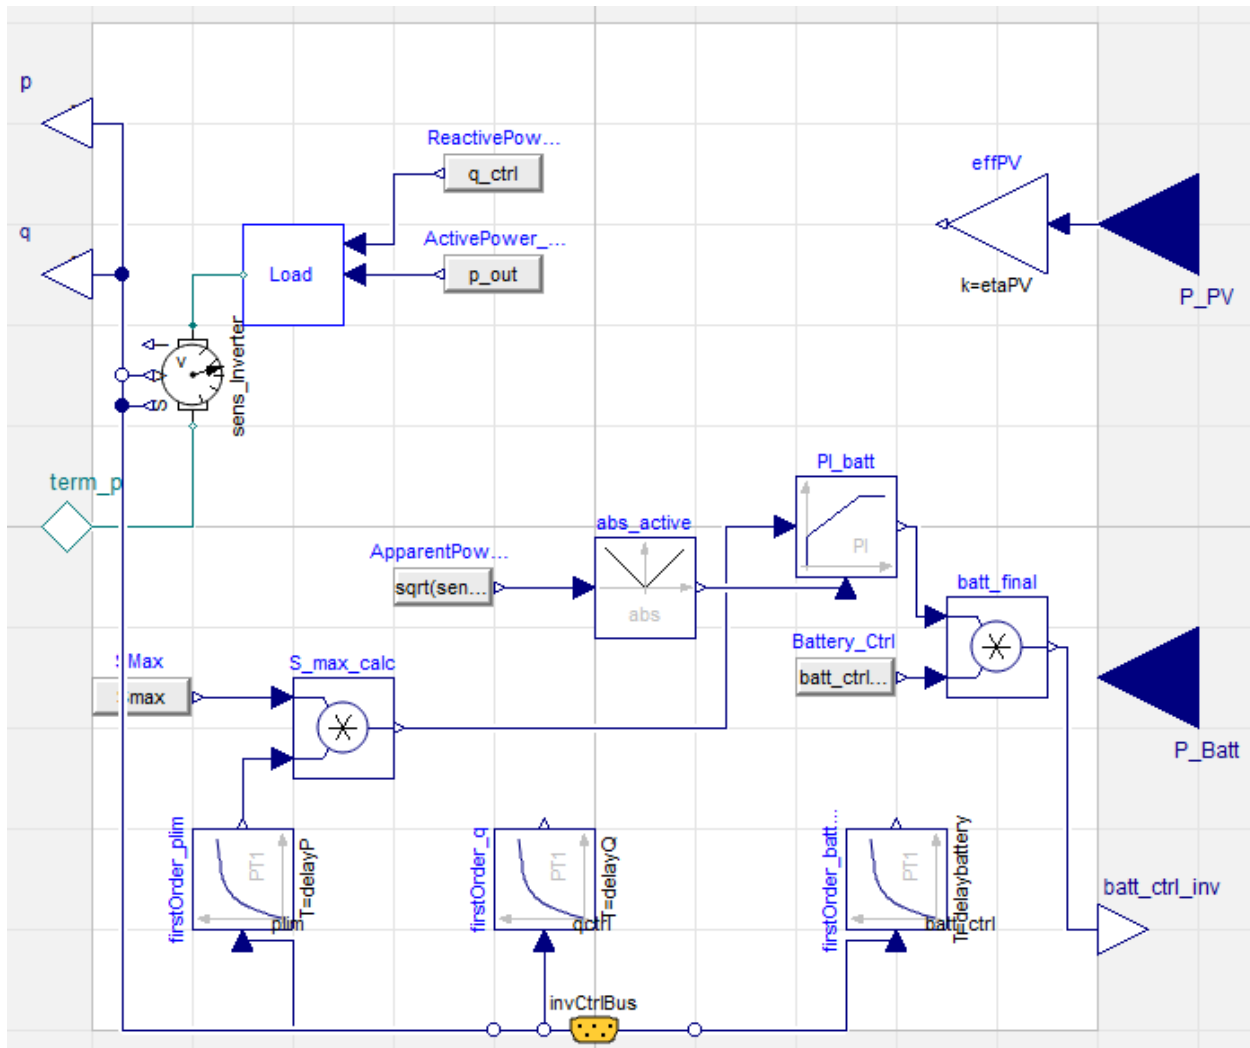 p
ReactivePow...
q_ctrl
effPV
q
ActivePower_...
Load
p_out
k=etaPV
P_PV
sens_Inverter
V
S
term_p
PI_batt
PI
abs_active
abs
ApparentPow...
sqrt(sen...
batt_final
Battery_Ctrl
batt_ctrl...
Max
max
S_max_calc
P_Batt
firstOrder_plim
PT1
T=delayP
plim
firstOrder_q
PT1
T=delayQ
firstOrder_batt...
PT1
T=delaybattery
batt_ctrl
batt_ctrl_inv
invCtrlBus